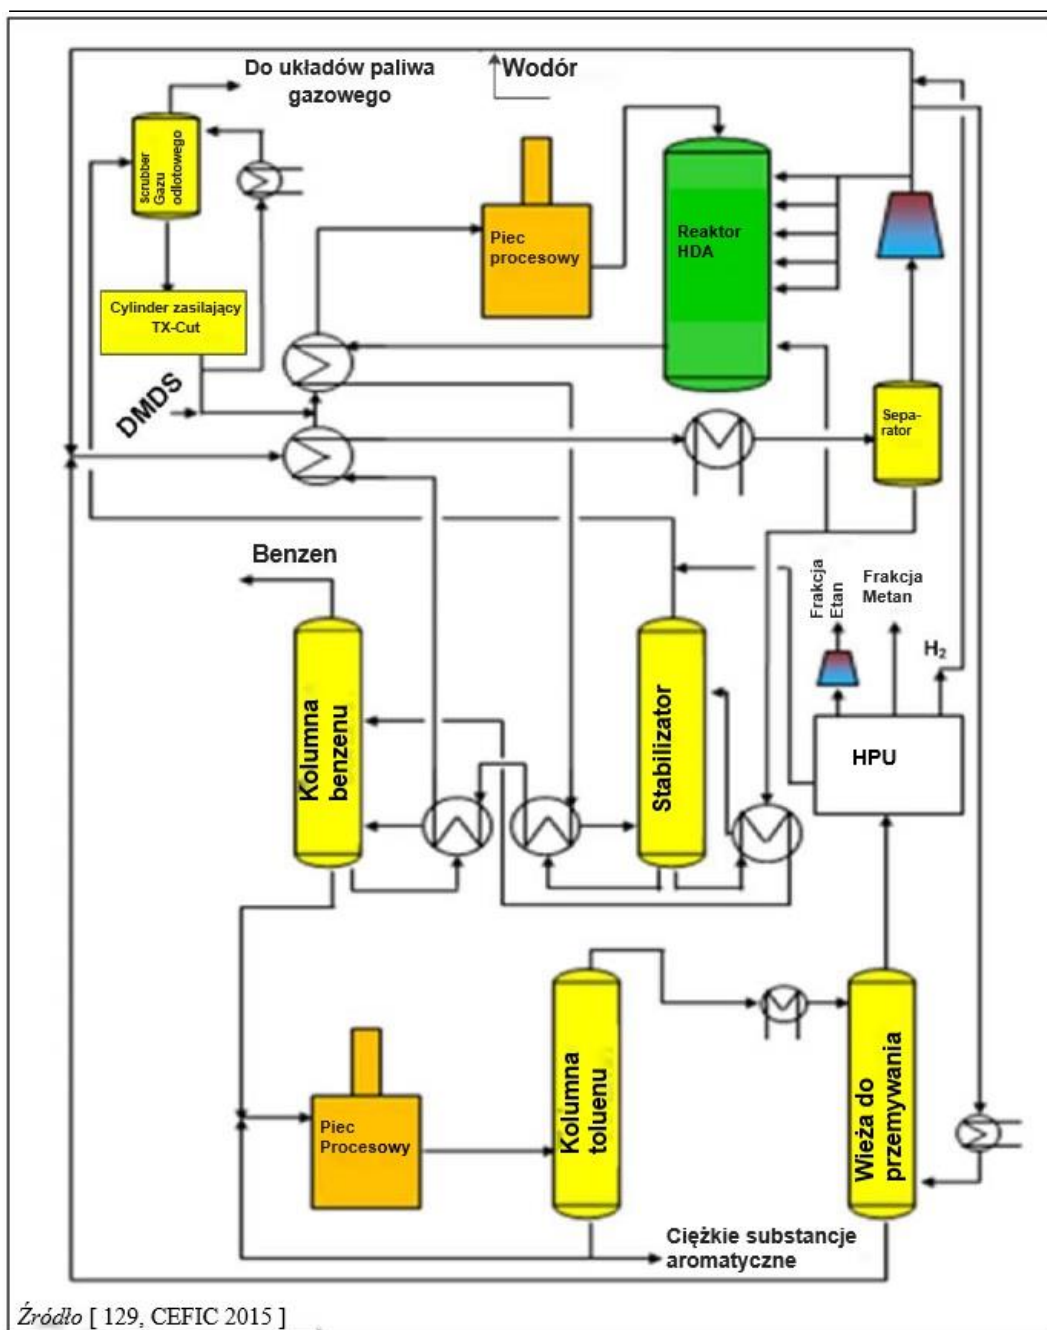 Do układów paliwa
gazowego
Wodór
scrubber
Gazu
odlotowego
Piec
procesowy
Reaktor
HDA
Cylinder zasilający
TX-Cut
DMDS
Sepa-
rator
Benzen
Frakcja
Etan
Frakcja
Metan
H₂
Kolumna
benzenu
Stabilizator
HPU
Piec
Procesowy
Kolumna
toluenu
Wieża do
przemywania
Ciężkie substancje
aromatyczne
Źródło [ 129, CEFIC 2015 ]